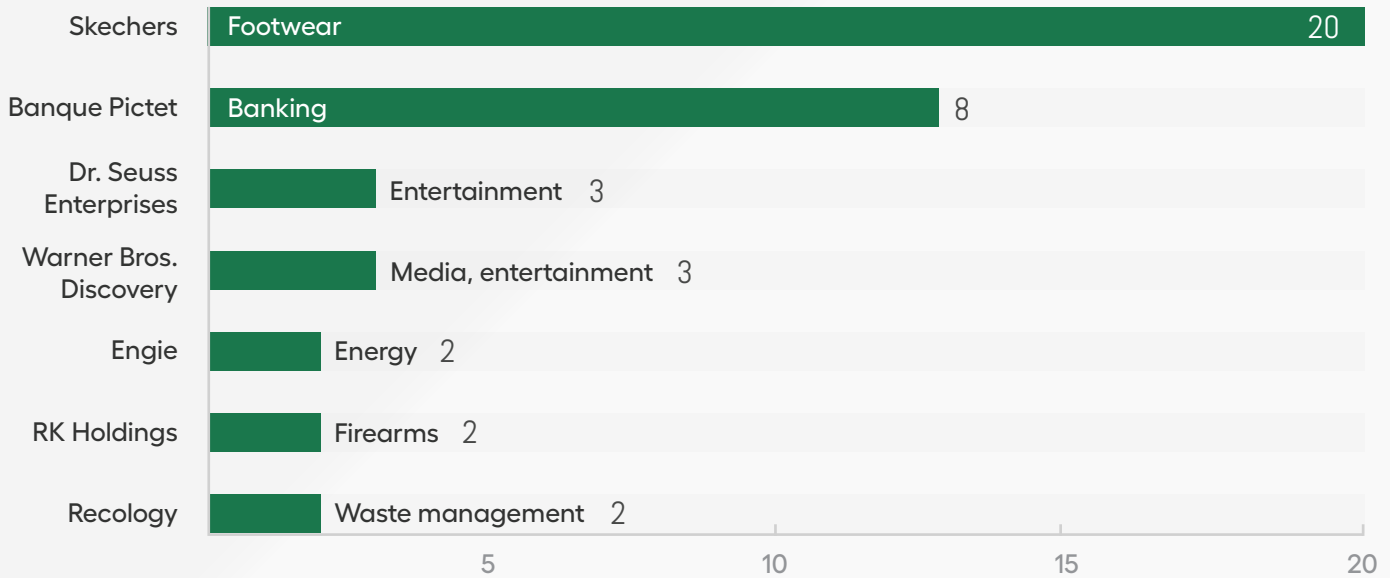 Skechers Footwear 20
Banque Pictet Banking 8
Dr. Seuss
Enterprises
Entertainment 3
Warner Bros.
Discovery
Media, entertainment 3
Engie Energy 2
RK Holdings Firearms 2
Recology Waste management 2
5 10 15 20